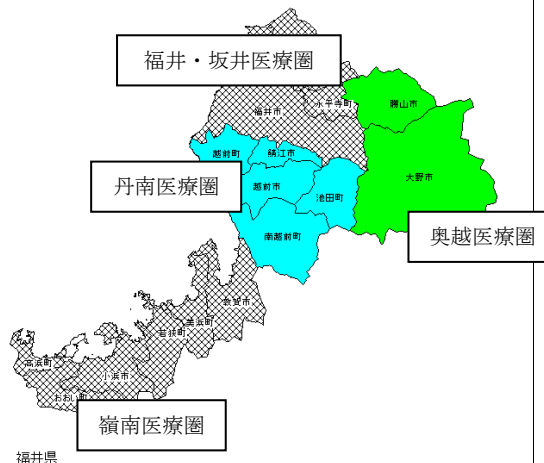 福井・坂井医療圏
永平寺町
勝山市
福井市
越前町
鯖江市
丹南医療圏
越前市
池田町
大野市
南越前町
奥越医療圏
敦賀市
美浜町
若狭町
高浜町
小浜市
おおい町
嶺南医療圏
福井県